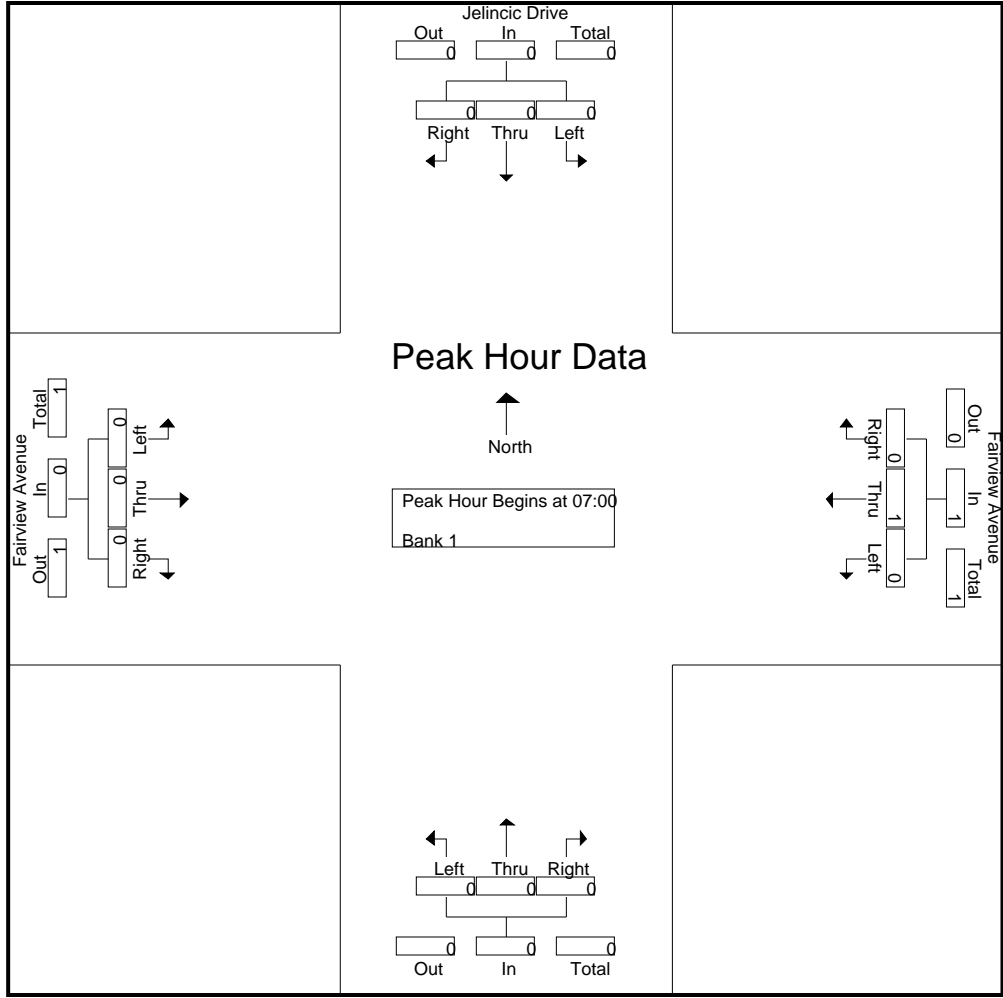 Jelincic Drive
Out In Total
0 0 0
0 0 0
Right Thru Left
Peak Hour Data
North
Peak Hour Begins at 07:00
Bank 1
Fairview Avenue
Out In Total
1 0 1
0 0 0
Right Thru Left
Fairview Avenue
Out In Total
0 1 1
0 1 0
Right Thru Left
Left Thru Right
0 0 0
0 0 0
Out In Total